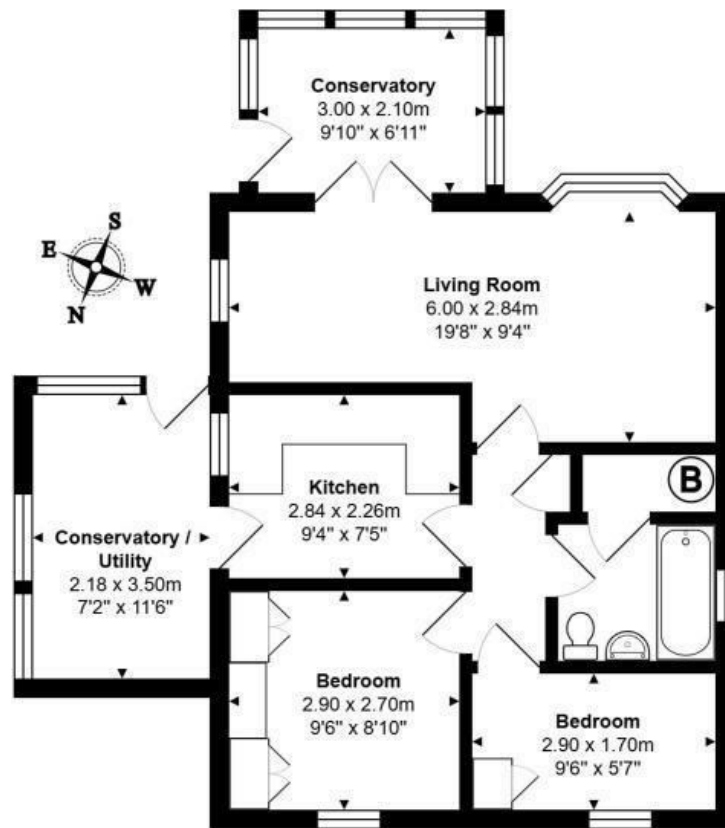 Conservatory
3.00 x 2.10m
9'10" x 6'11"
S
E
W
N
Living Room
6.00 x 2.84m
19'8" x 9'4"
Kitchen
2.84 x 2.26m
9'4" x 7'5"
B
Conservatory /
Utility
2.18 x 3.50m
7'2" x 11'6"
Bedroom
2.90 x 2.70m
9'6" x 8'10"
Bedroom
2.90 x 1.70m
9'6" x 5'7"